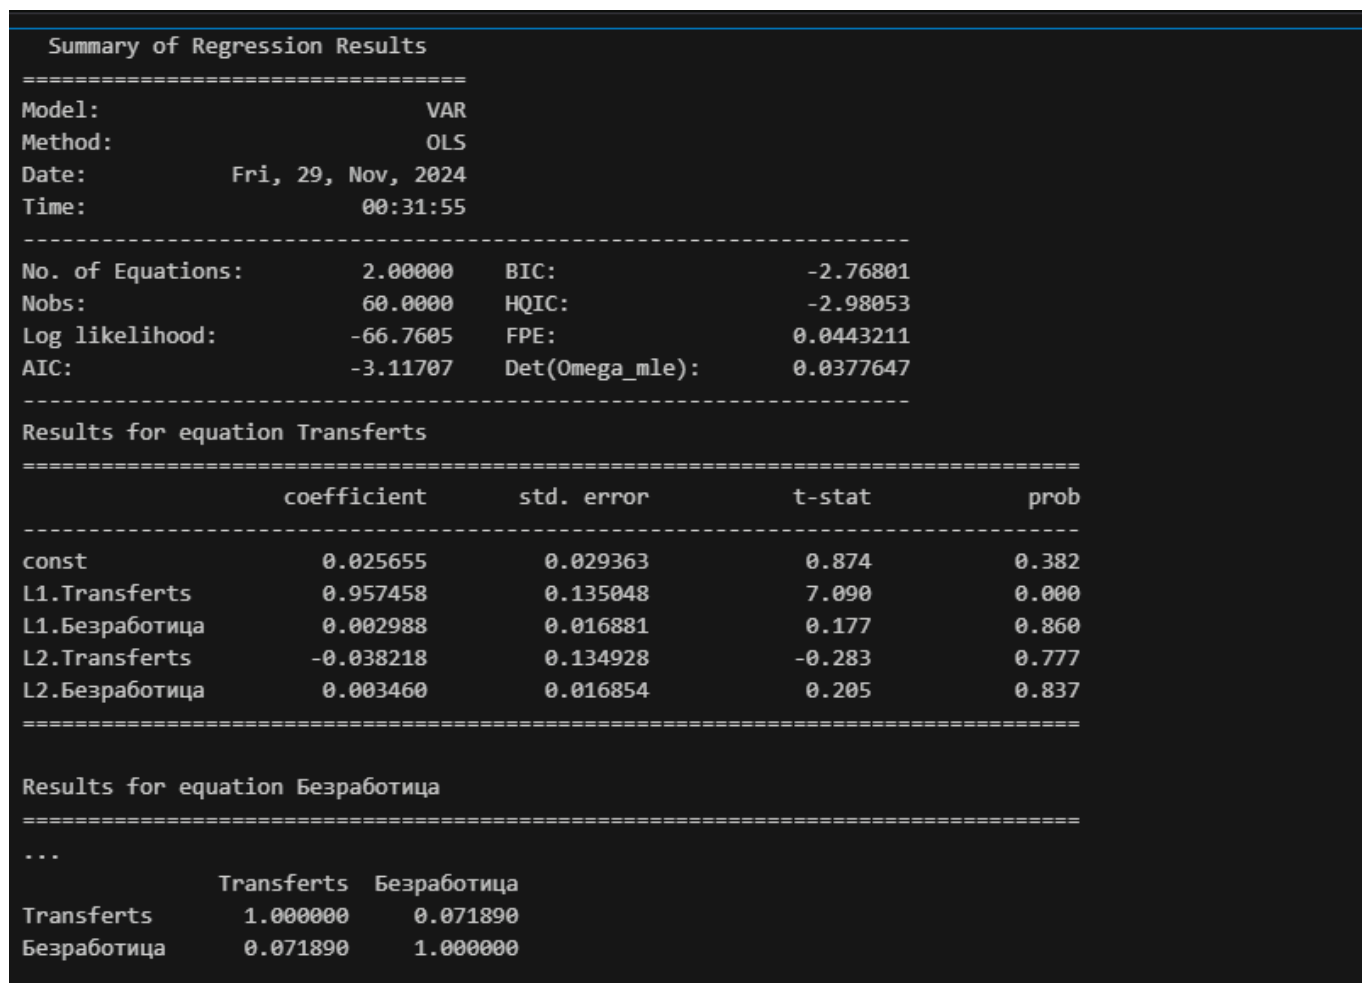 Summary of Regression Results
==================================
Model: VAR
Method: OLS
Date: Fri, 29, Nov, 2024
Time: 00:31:55
--------------------------------------------------------------------
No. of Equations: 2.00000 BIC: -2.76801
Nobs: 60.0000 HQIC: -2.98053
Log likelihood: -66.7605 FPE: 0.0443211
AIC: -3.11707 Det(Omega_mle): 0.0377647
--------------------------------------------------------------------
Results for equation Transferts
=================================================================================
coefficient std. error t-stat prob
---------------------------------------------------------------------------------
const 0.025655 0.029363 0.874 0.382
L1.Transferts 0.957458 0.135048 7.090 0.000
L1.Безработица 0.002988 0.016881 0.177 0.860
L2.Transferts -0.038218 0.134928 -0.283 0.777
L2.Безработица 0.003460 0.016854 0.205 0.837
=================================================================================
Results for equation Безработица
=================================================================================
...
Transferts Безработица
Transferts 1.000000 0.071890
Безработица 0.071890 1.000000